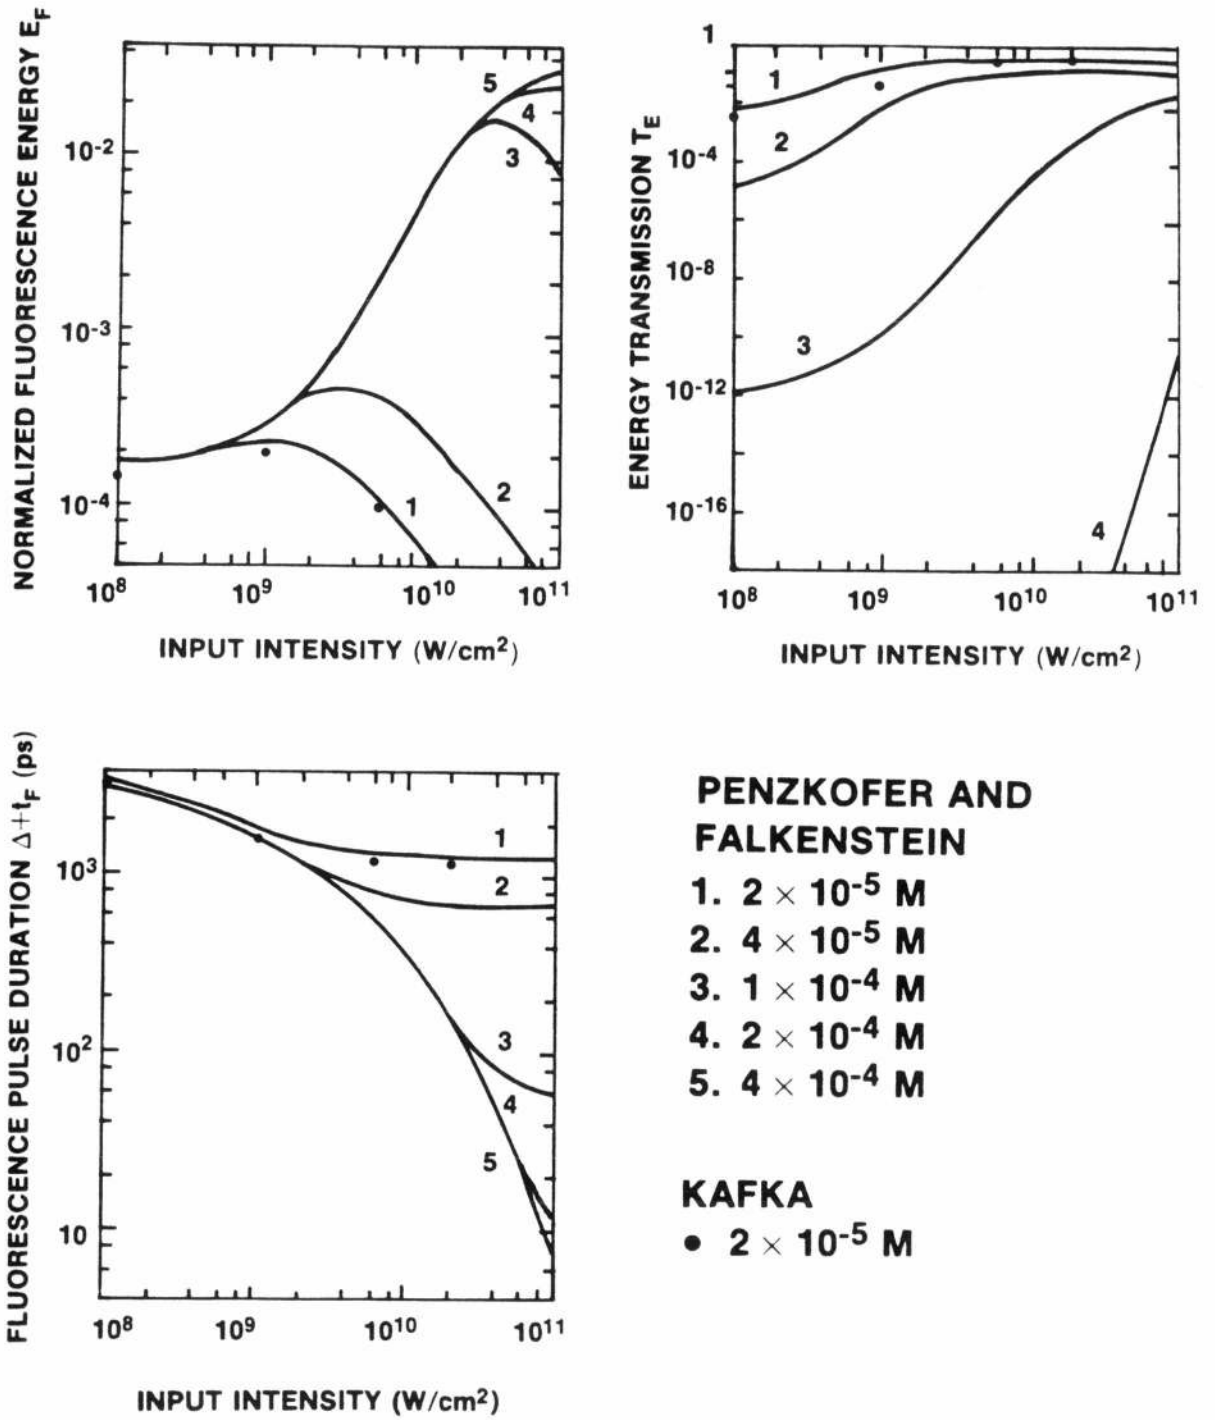 NORMALIZED FLUORESCENCE ENERGY E_F
10-2
10-3
10-4
5
4
3
2
1
10^8
10^9
10^10
10^11
INPUT INTENSITY (W/cm2)
ENERGY TRANSMISSION T_E
1
10-4
10-8
10-12
10-16
1
2
3
4
10^8
10^9
10^10
10^11
INPUT INTENSITY (W/cm2)
FLUORESCENCE PULSE DURATION Δ+t_F (ps)
10^3
10^2
10
1
2
3
4
5
10^8
10^9
10^10
10^11
INPUT INTENSITY (W/cm2)
PENZKOFER AND
FALKENSTEIN
1. 2 × 10-5 M
2. 4 × 10-5 M
3. 1 × 10-4 M
4. 2 × 10-4 M
5. 4 × 10-4 M
KAFKA
• 2 × 10-5 M